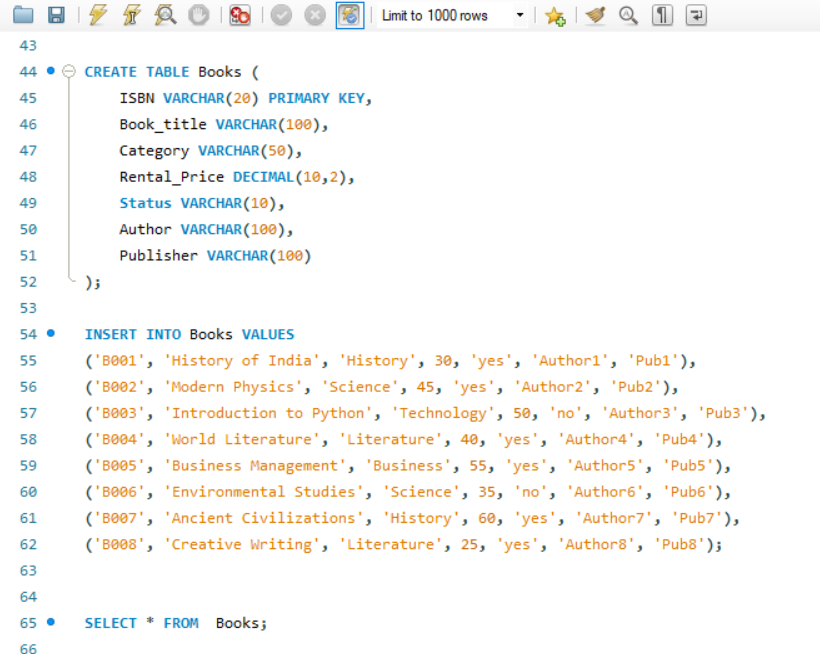 Limit to 1000 rows
43
44 CREATE TABLE Books (
45 ISBN VARCHAR(20) PRIMARY KEY,
46 Book_title VARCHAR(100),
47 Category VARCHAR(50),
48 Rental_Price DECIMAL(10,2),
49 Status VARCHAR(10),
50 Author VARCHAR(100),
51 Publisher VARCHAR(100)
52 );
53
54 INSERT INTO Books VALUES
55 ('B001', 'History of India', 'History', 30, 'yes', 'Author1', 'Pub1'),
56 ('B002', 'Modern Physics', 'Science', 45, 'yes', 'Author2', 'Pub2'),
57 ('B003', 'Introduction to Python', 'Technology', 50, 'no', 'Author3', 'Pub3'),
58 ('B004', 'World Literature', 'Literature', 40, 'yes', 'Author4', 'Pub4'),
59 ('B005', 'Business Management', 'Business', 55, 'yes', 'Author5', 'Pub5'),
60 ('B006', 'Environmental Studies', 'Science', 35, 'no', 'Author6', 'Pub6'),
61 ('B007', 'Ancient Civilizations', 'History', 60, 'yes', 'Author7', 'Pub7'),
62 ('B008', 'Creative Writing', 'Literature', 25, 'yes', 'Author8', 'Pub8');
63
64
65 SELECT * FROM  Books;
66